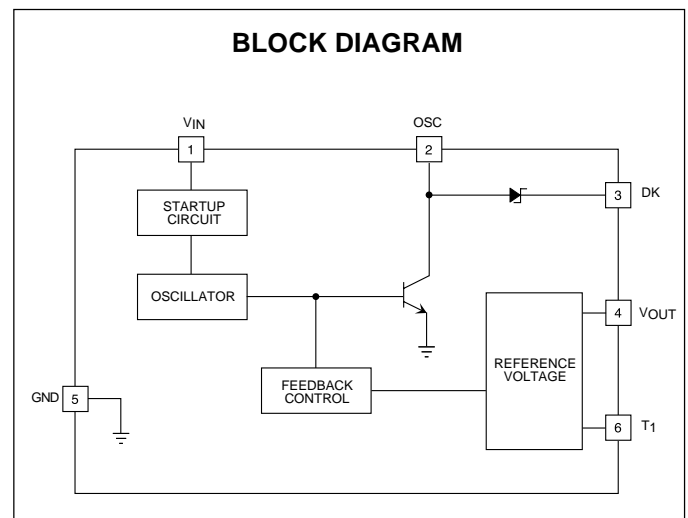 BLOCK DIAGRAM
VIN
OSC
1
2
STARTUP
CIRCUIT
3
DK
OSCILLATOR
4
VOUT
REFERENCE
VOLTAGE
FEEDBACK
CONTROL
GND
5
6
T1